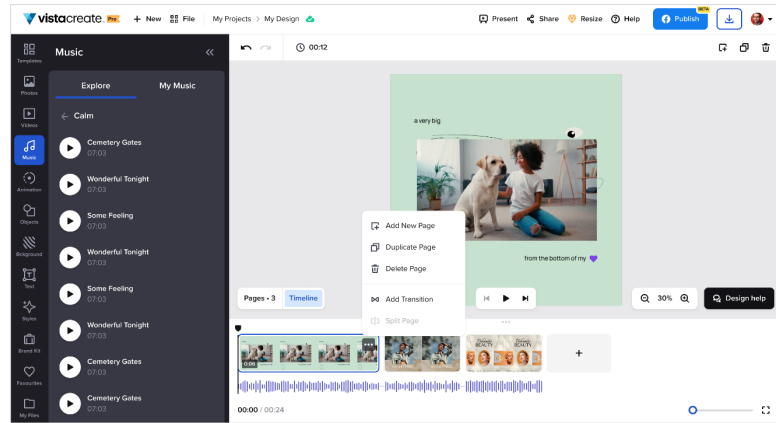 vistacreate. Pro
+ New
File
My Projects > My Design
Present
Share
Resize
Help
BETA
Publish
Templates
Photos
Videos
Music
Animation
Objects
Background
Text
Styles
Brand Kit
Favourites
My Files
Music
Explore
My Music
Calm
Cemetery Gates
07:03
Wonderful Tonight
07:03
Some Feeling
07:03
Wonderful Tonight
07:03
Some Feeling
07:03
Wonderful Tonight
07:03
Cemetery Gates
07:03
Cemetery Gates
07:03
00:12
a very big
from the bottom of my
Add New Page
Duplicate Page
Delete Page
Add Transition
Split Page
Pages • 3
Timeline
30%
Design help
0:06
BEAUTY
BEAUTY
+
00:00 / 00:24